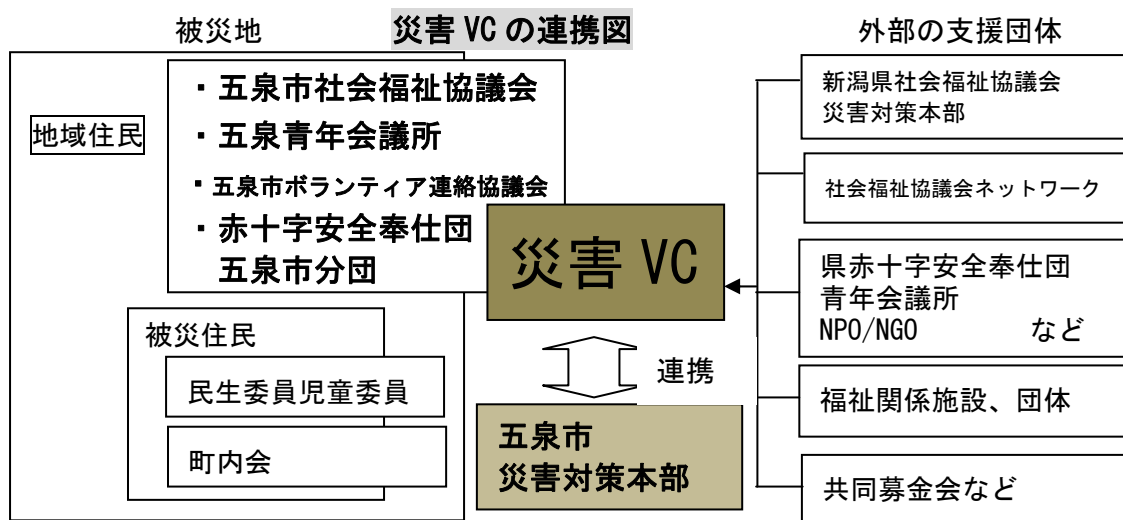 被災地
災害 VC の連携図
外部の支援団体
地域住民
・五泉市社会福祉協議会
・五泉青年会議所
・五泉市ボランティア連絡協議会
・赤十字安全奉仕団
五泉市分団
災害 VC
被災住民
民生委員児童委員
町内会
連携
五泉市
災害対策本部
新潟県社会福祉協議会
災害対策本部
社会福祉協議会ネットワーク
県赤十字安全奉仕団
青年会議所
NPO/NGO など
福祉関係施設、団体
共同募金会など